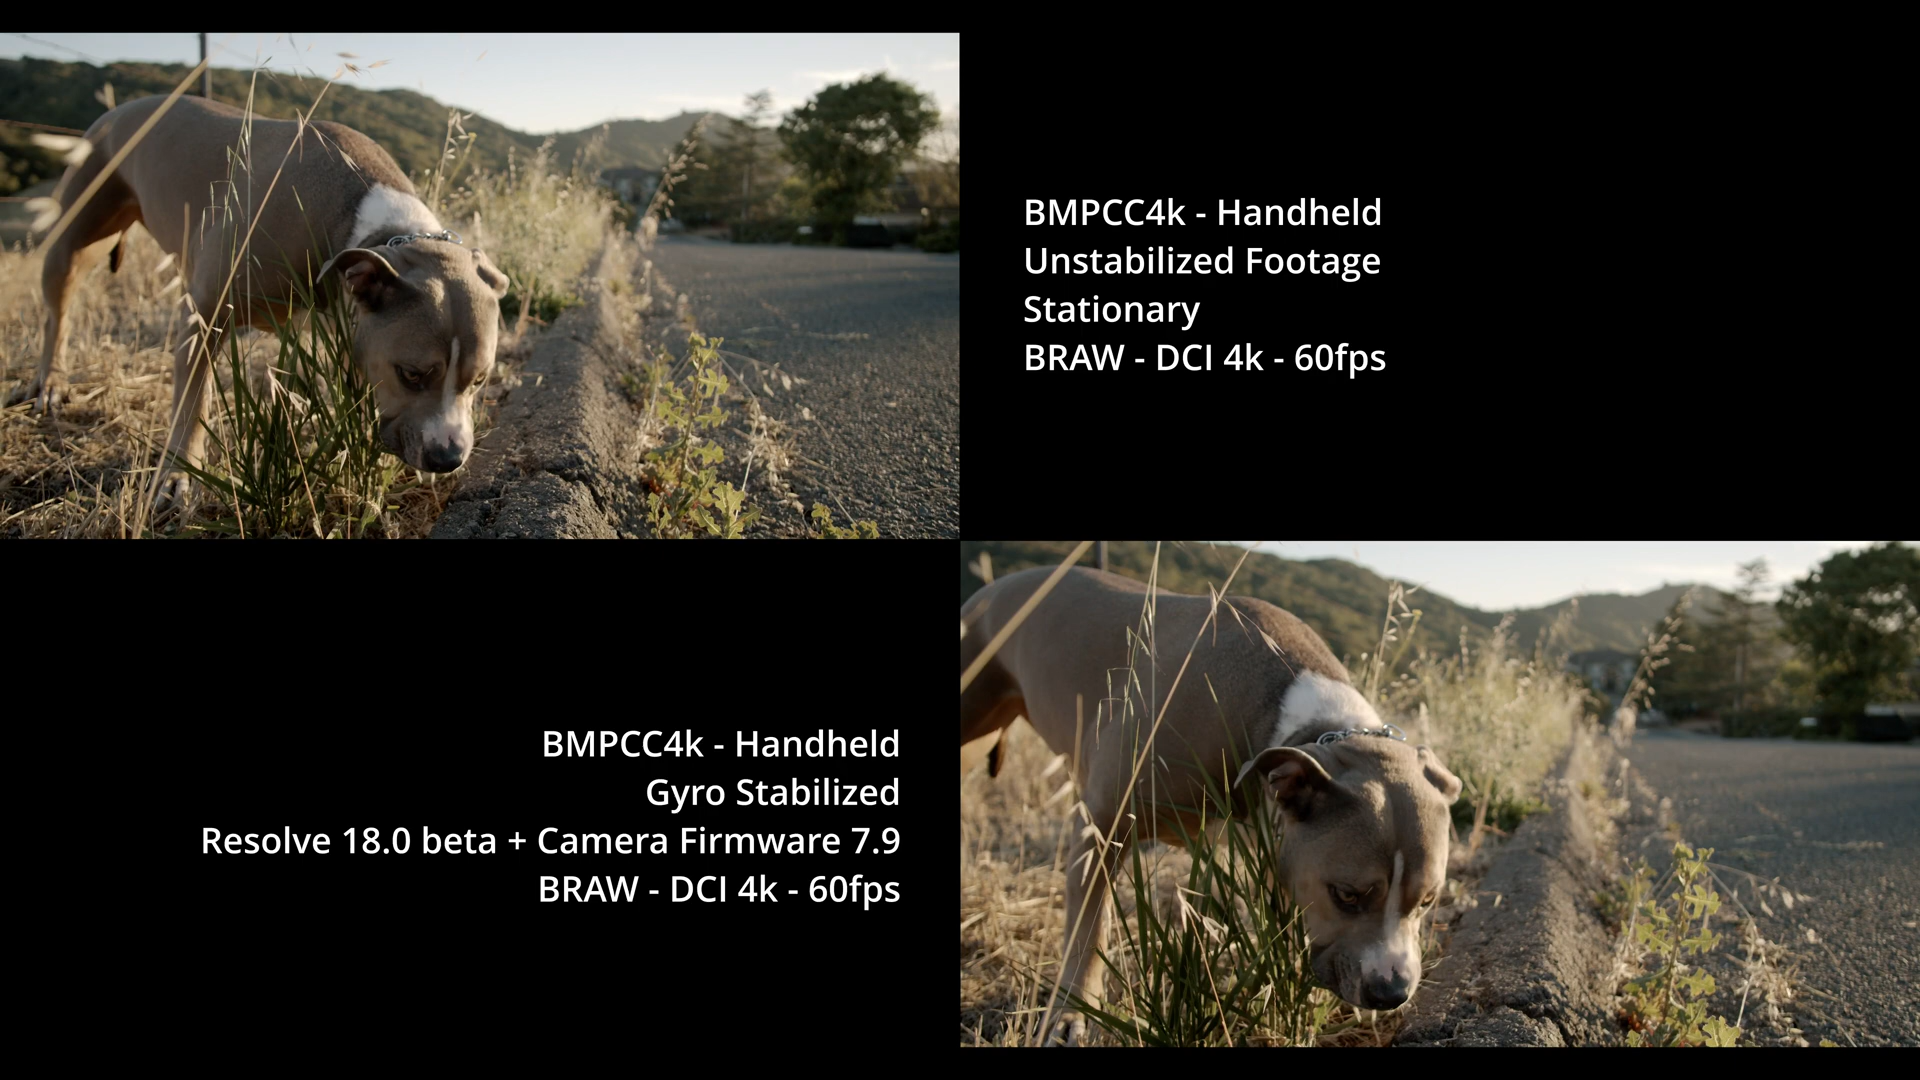 BMPCC4k - Handheld
Unstabilized Footage
Stationary
BRAW - DCI 4k - 60fps
BMPCC4k - Handheld
Gyro Stabilized
Resolve 18.0 beta + Camera Firmware 7.9
BRAW - DCI 4k - 60fps